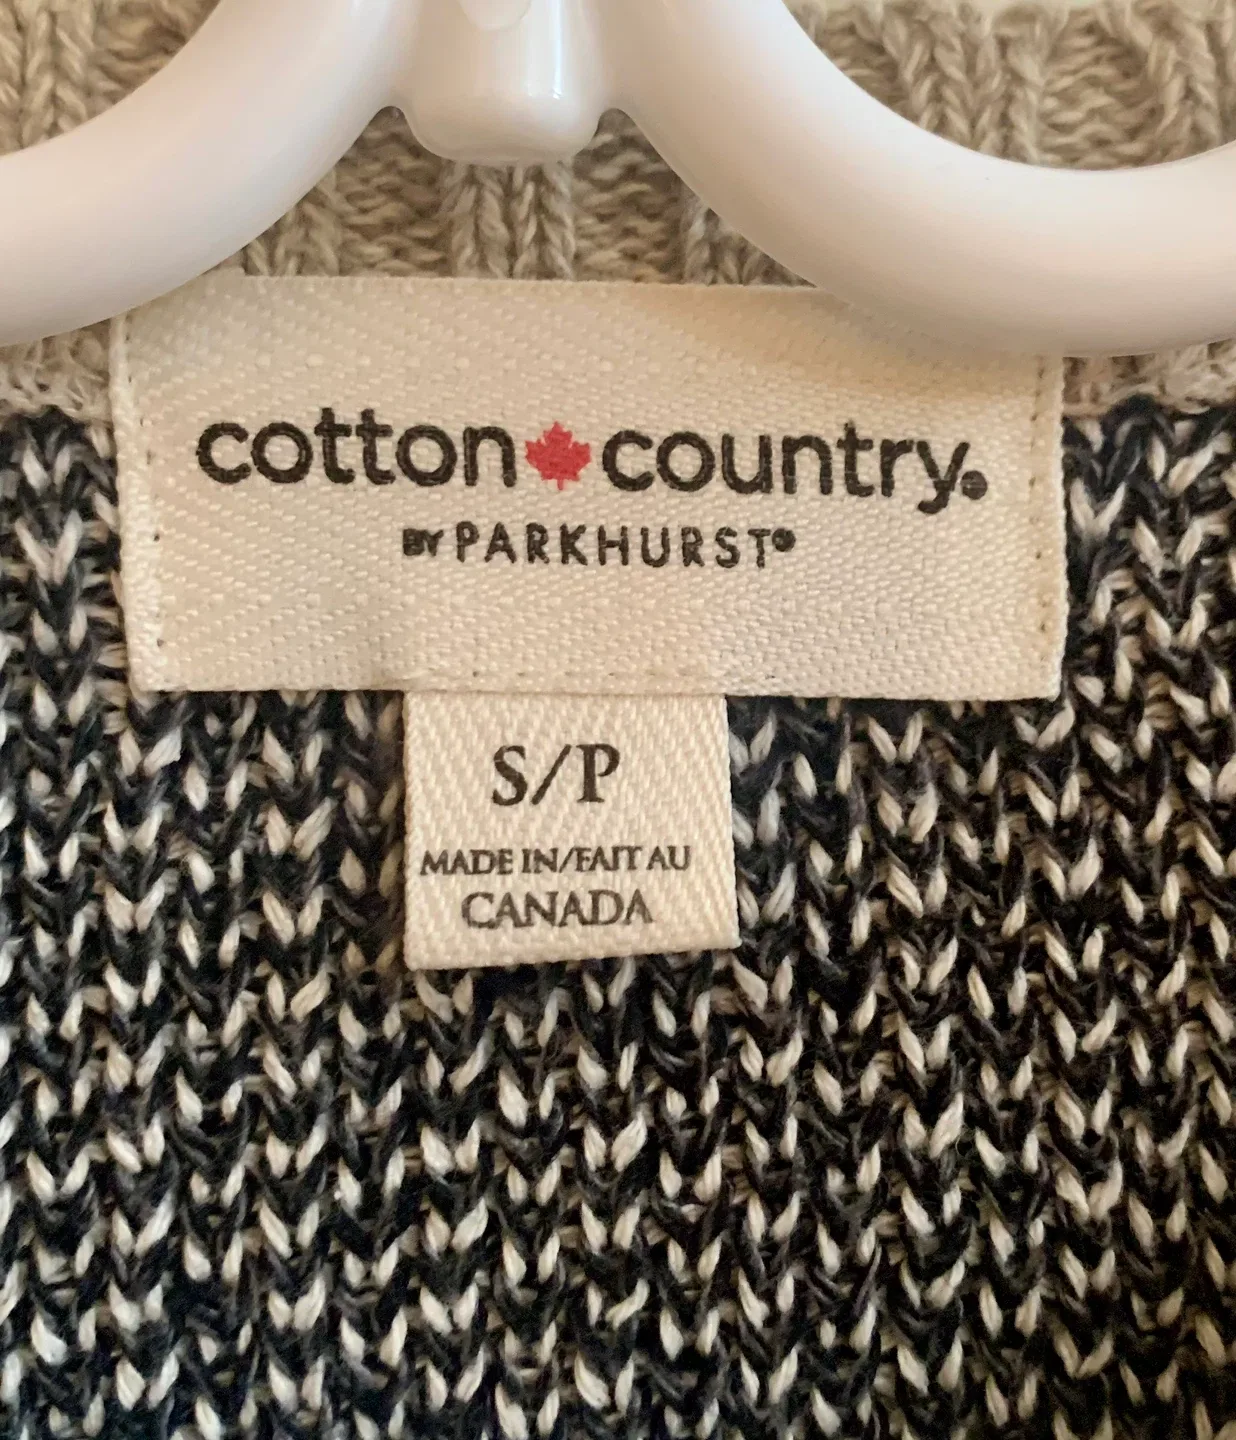 cotton country®
BY PARKHURST®
S/P
MADE IN/FAIT AU
CANADA